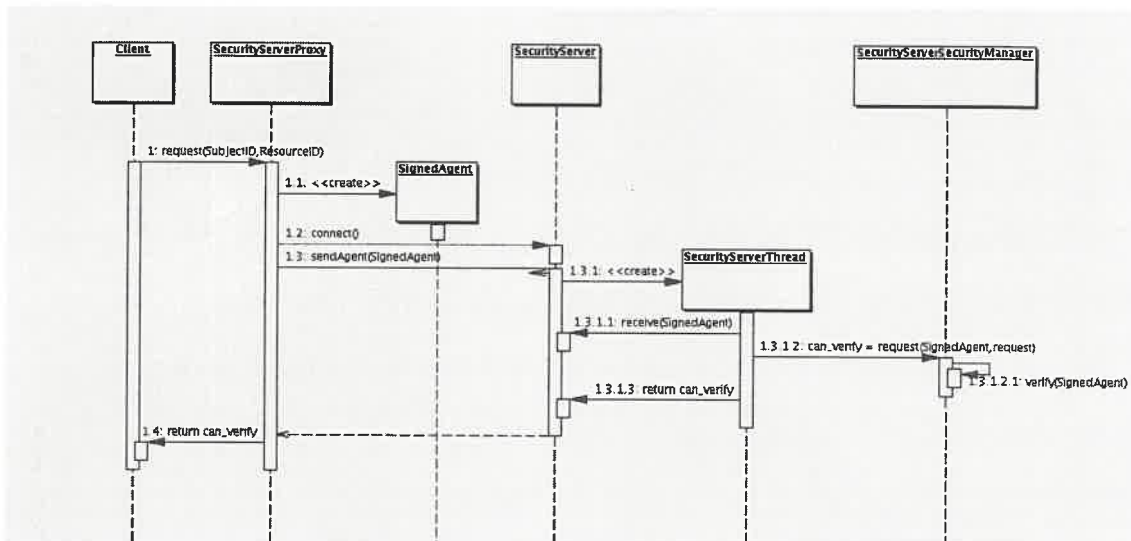 Client
SecurityServerProxy
SecurityServer
SecurityServerSecurityManager
1: request(SubjectID,ResourceID)
SignedAgent
1.1: <<create>>
1.2: connect()
1.3: sendAgent(SignedAgent)
SecurityServerThread
1.3.1: <<create>>
1.3.1.1: receive(SignedAgent)
1.3.1.2: can_verify = request(SignedAgent,request)
1.3.1.2.1: verify(SignedAgent)
1.3.1.3: return can_verify
1.4: return can_verify